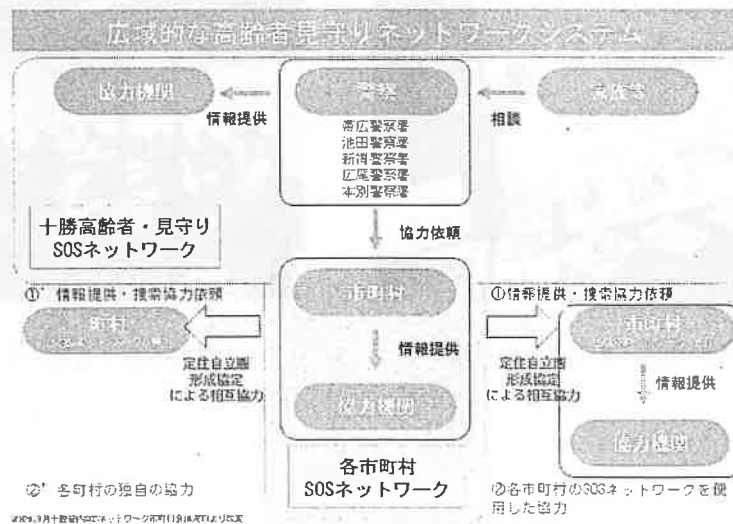 広域的な高齢者見守りネットワークシステム
協力機関
情報提供
警察
相談
家族等
帯広警察署
池田警察署
新得警察署
広尾警察署
本別警察署
十勝高齢者・見守り
SOSネットワーク
協力依頼
①’情報提供・捜索協力依頼
町村
定住自立圏
形成協定
による相互協力
②’各町村の独自の協力
市町村
情報提供
協力機関
各市町村
SOSネットワーク
①情報提供・捜索協力依頼
市町村
定住自立圏
形成協定
による相互協力
情報提供
協力機関
②各市町村のSOSネットワークを使
用した協力